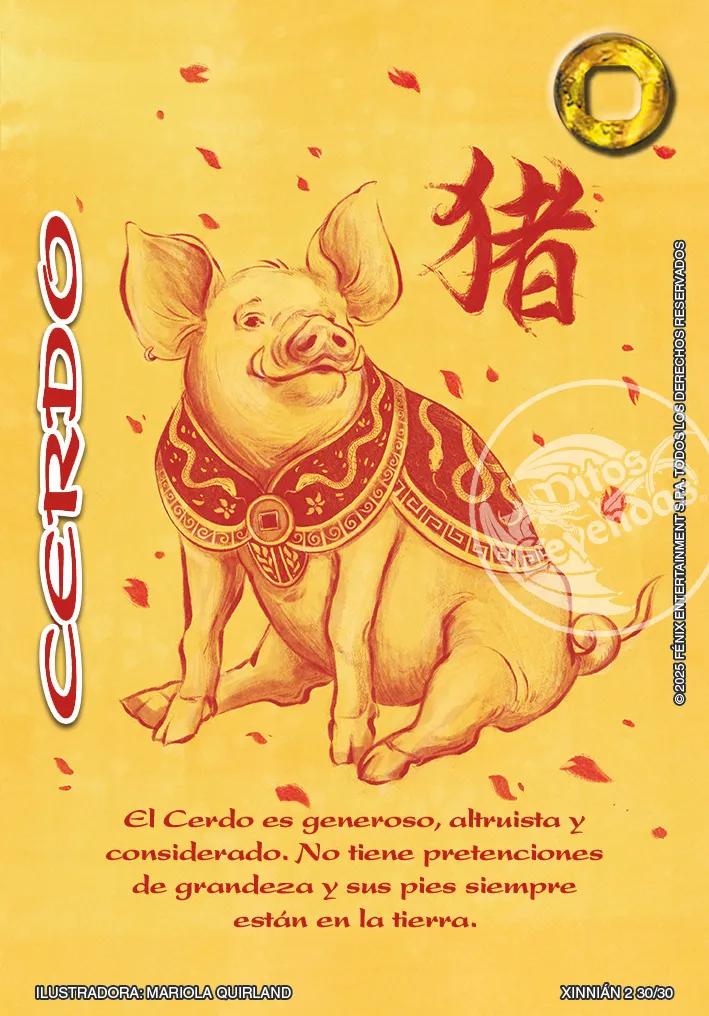 猪
CERDO
© 2025 FÉNIX ENTERTAINMENT S.P.A. TODOS LOS DERECHOS RESERVADOS
Mitos
Leyendas
El Cerdo es generoso, altruista y
considerado. No tiene pretenciones
de grandeza y sus pies siempre
están en la tierra.
ILUSTRADORA: MARIOLA QUIRLAND
XINNIÁN 2 30/30